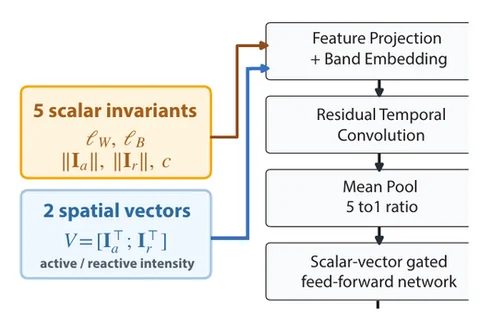 Feature Projection
+ Band Embedding
5 scalar invariants
ℓ_W, ℓ_B
‖I_a‖, ‖I_r‖, c
Residual Temporal
Convolution
Mean Pool
5 to1 ratio
2 spatial vectors
V=[I_a^⊤; I_r^⊤]
active / reactive intensity
Scalar-vector gated
feed-forward network